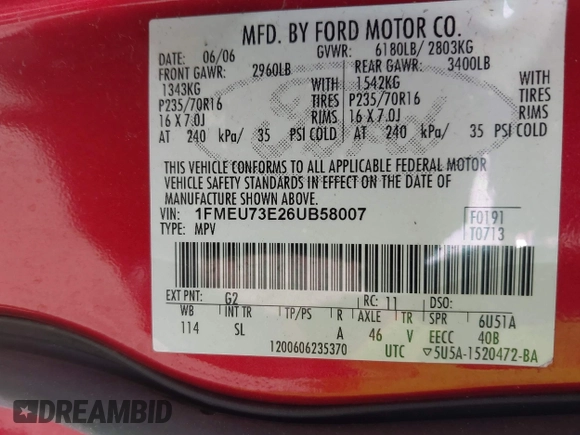 MFD. BY FORD MOTOR CO.
DATE: 06/06 GVWR: 6180LB/ 2803KG
FRONT GAWR: 2960LB REAR GAWR: 3400LB
1343KG WITH 1542KG WITH
P235/70R16 TIRES P235/70R16 TIRES
16 X 7.0J RIMS 16 X 7.0J RIMS
AT 240 kPa/ 35 PSI COLD AT 240 kPa/ 35 PSI COLD
Ford
THIS VEHICLE CONFORMS TO ALL APPLICABLE FEDERAL MOTOR
VEHICLE SAFETY STANDARDS IN EFFECT ON THE DATE OF
MANUFACTURE SHOWN ABOVE.
VIN: 1FMEU73E26UB58007 F0191
TYPE: MPV T0713
EXT PNT: G2 RC: 11 DSO:
WB INT TR TP/PS R AXLE TR SPR 6U51A
114 SL A 46 V EECC 40B
1200606235370 UTC 5U5A-1520472-BA
DREAMBID